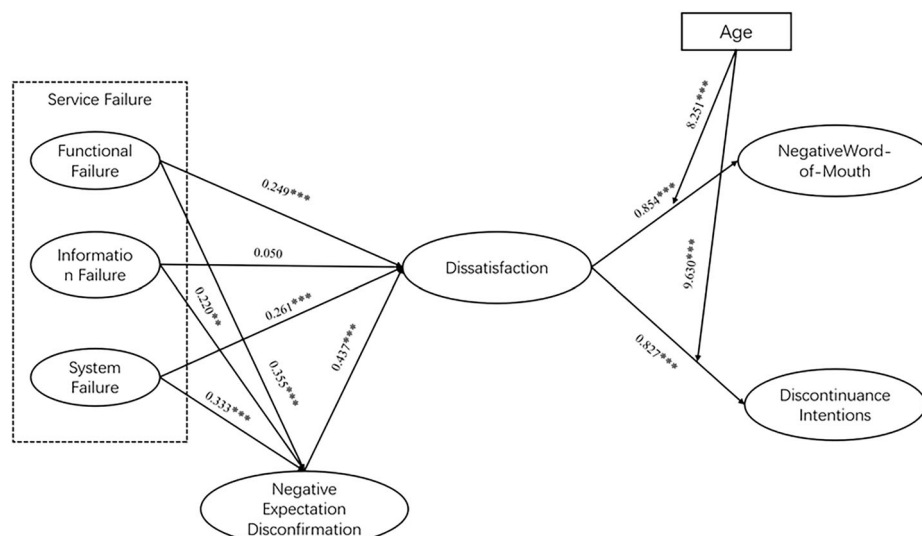 Age
Service Failure
Functional
Failure
8.251***
NegativeWord-
of-Mouth
0.249***
0.854***
Informatio
n Failure
0.050
Dissatisfaction
9.630***
0.220**
0.261***
0.437***
System
Failure
0.355***
0.333***
0.827***
Discontinuance
Intentions
Negative
Expectation
Disconfirmation